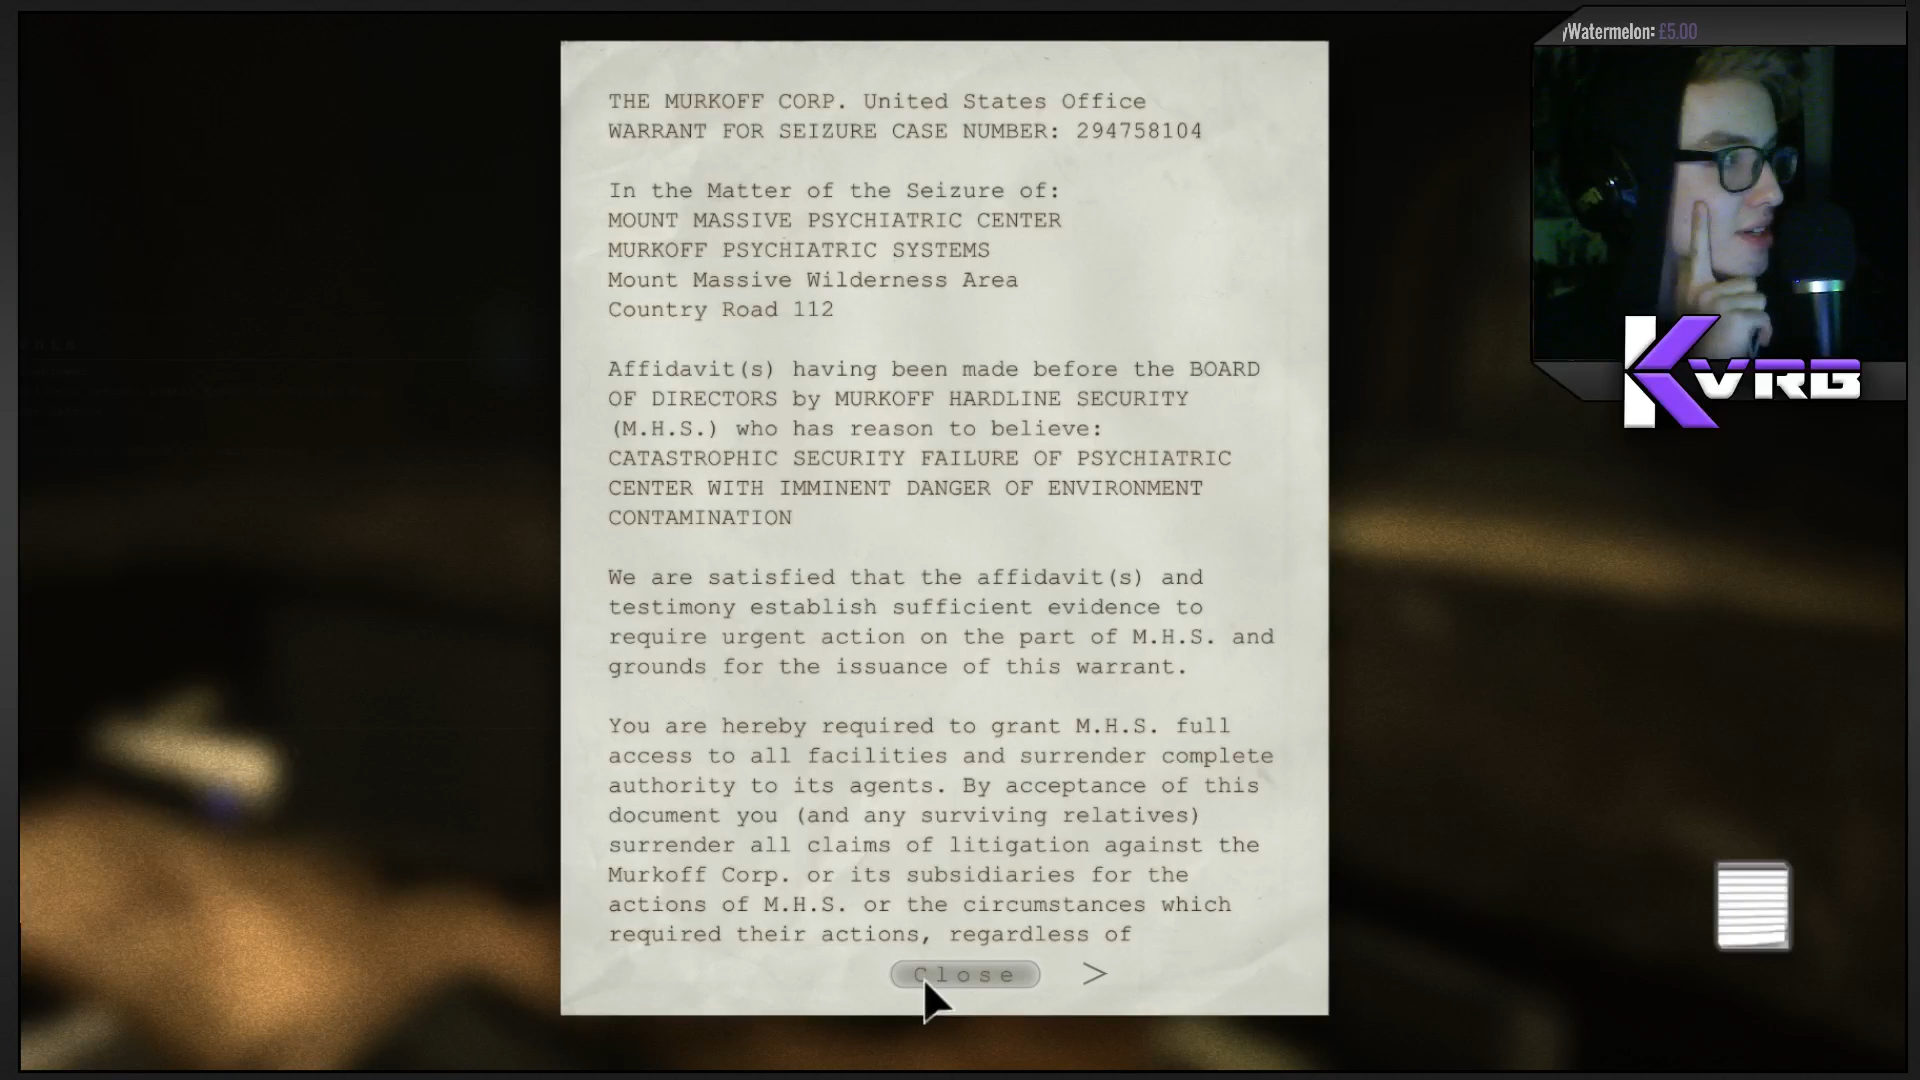 yWatermelon: £5.00
THE MURKOFF CORP. United States Office
WARRANT FOR SEIZURE CASE NUMBER: 294758104
In the Matter of the Seizure of:
MOUNT MASSIVE PSYCHIATRIC CENTER
MURKOFF PSYCHIATRIC SYSTEMS
Mount Massive Wilderness Area
Country Road 112
Affidavit(s) having been made before the BOARD
OF DIRECTORS by MURKOFF HARDLINE SECURITY
(M.H.S.) who has reason to believe:
CATASTROPHIC SECURITY FAILURE OF PSYCHIATRIC
CENTER WITH IMMINENT DANGER OF ENVIRONMENT
CONTAMINATION
We are satisfied that the affidavit(s) and
testimony establish sufficient evidence to
require urgent action on the part of M.H.S. and
grounds for the issuance of this warrant.
You are hereby required to grant M.H.S. full
access to all facilities and surrender complete
authority to its agents. By acceptance of this
document you (and any surviving relatives)
surrender all claims of litigation against the
Murkoff Corp. or its subsidiaries for the
actions of M.H.S. or the circumstances which
required their actions, regardless of
Close >
KVRB